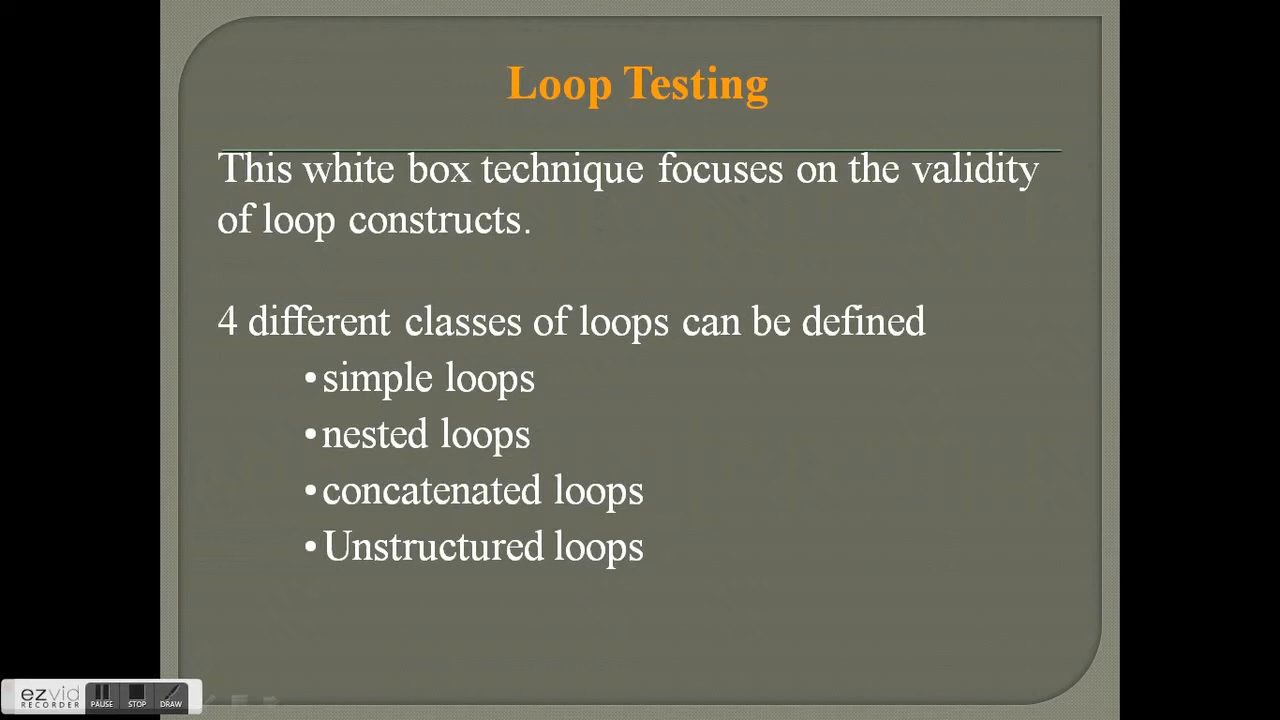 Loop Testing
This white box technique focuses on the validity
of loop constructs.
4 different classes of loops can be defined
•simple loops
•nested loops
•concatenated loops
•Unstructured loops
ezvid
RECORDER
PAUSE STOP DRAW